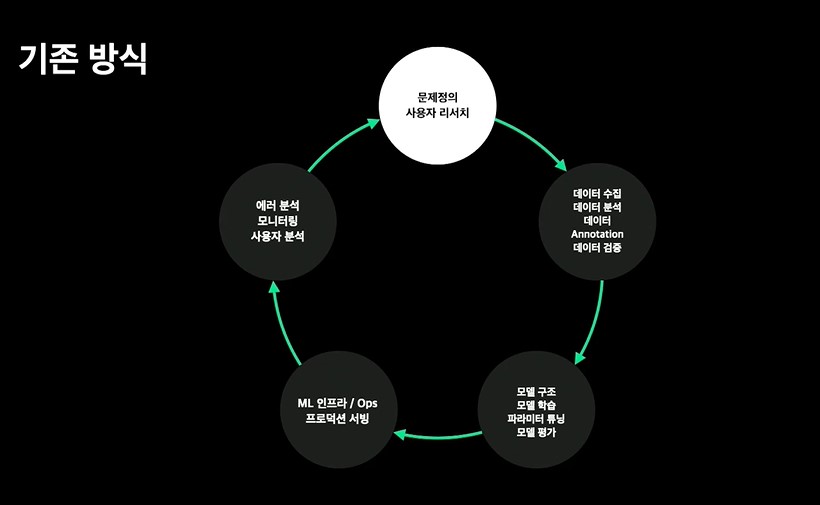 기존 방식
문제정의
사용자 리서치
데이터 수집
데이터 분석
데이터
Annotation
데이터 검증
모델 구조
모델 학습
파라미터 튜닝
모델 평가
ML 인프라 / Ops
프로덕션 서빙
에러 분석
모니터링
사용자 분석